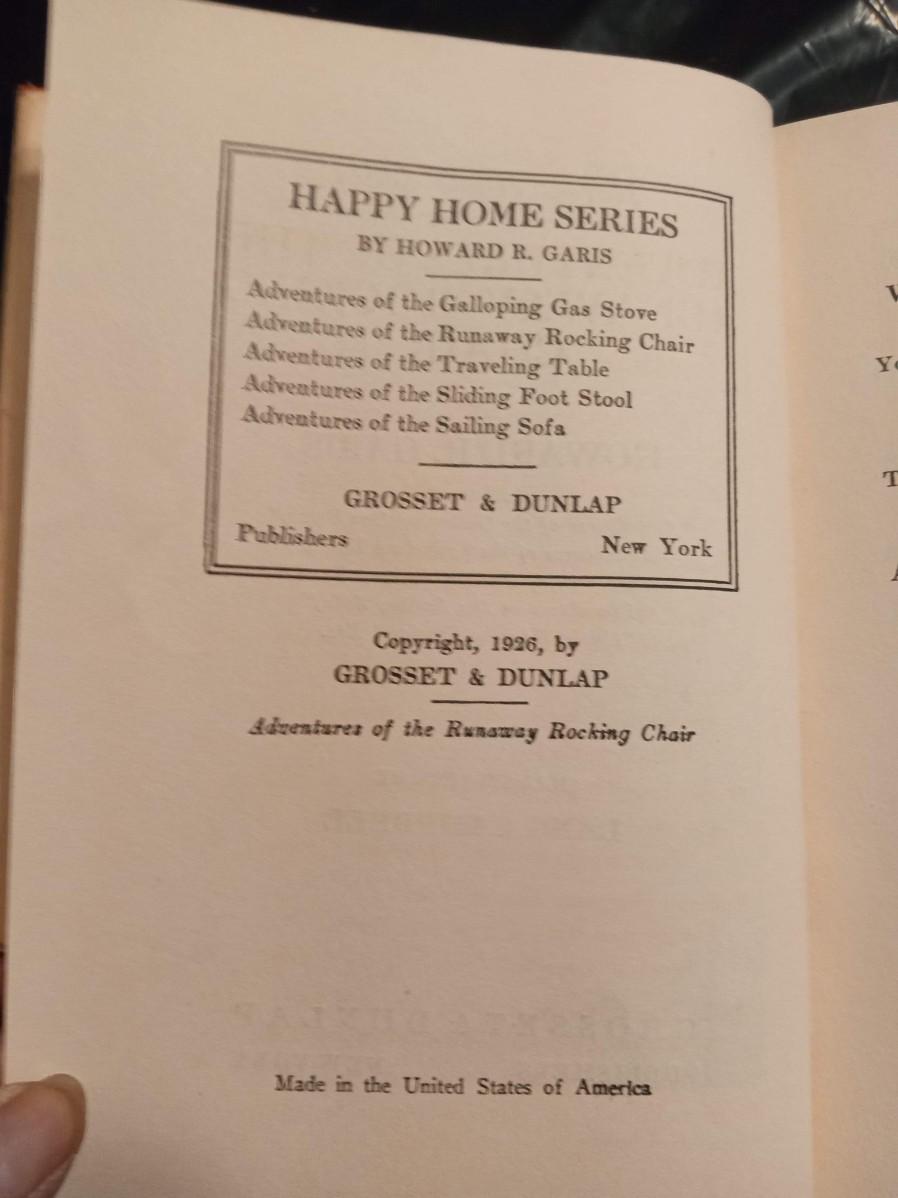 HAPPY HOME SERIES
BY HOWARD R. GARIS
Adventures of the Galloping Gas Stove
Adventures of the Runaway Rocking Chair
Adventures of the Traveling Table
Adventures of the Sliding Foot Stool
Adventures of the Sailing Sofa
GROSSET & DUNLAP
Publishers New York
Copyright, 1926, by
GROSSET & DUNLAP
Adventures of the Runaway Rocking Chair
Made in the United States of America